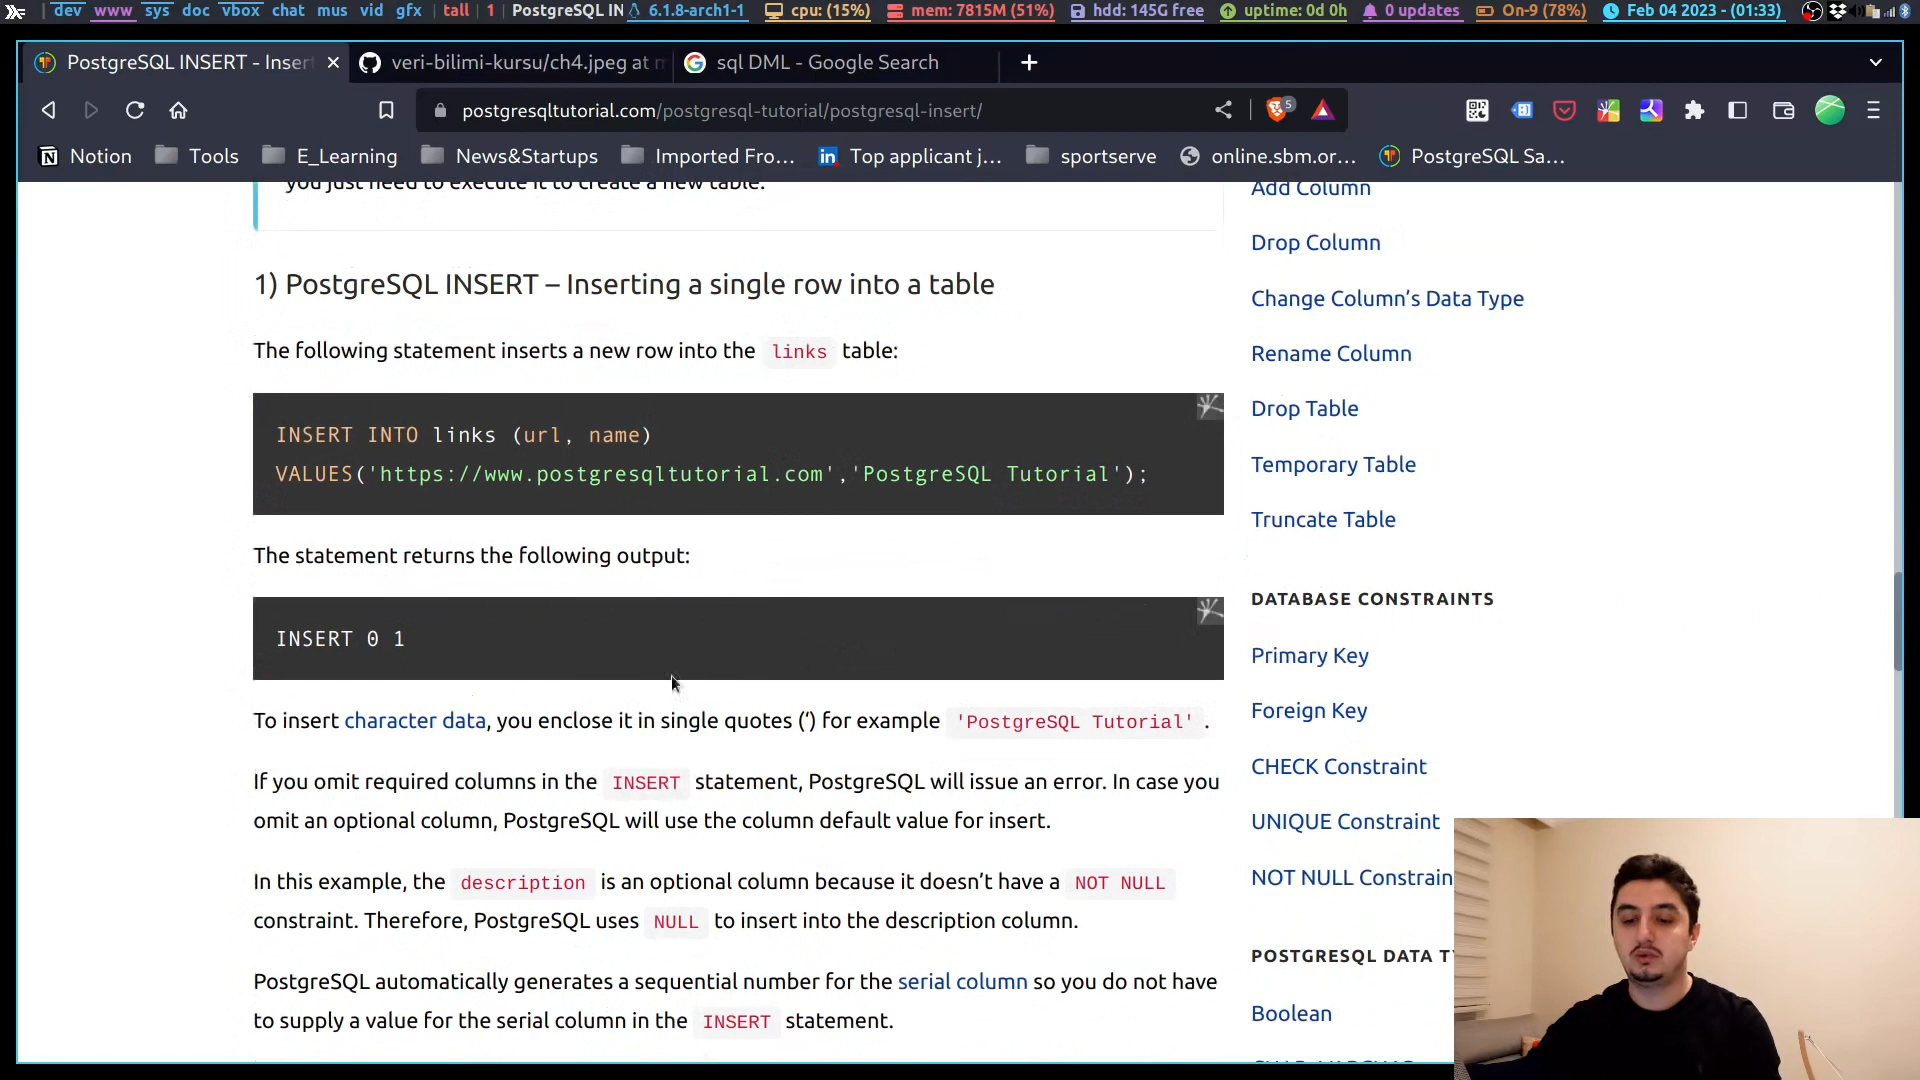 dev www sys doc vbox chat mus vid gfx | tall | 1 | PostgreSQL IN 6.1.8-arch1-1 cpu: (15%) mem: 7815M (51%) hdd: 145G free uptime: 0d 0h 0 updates On-9 (78%) Feb 04 2023 - (01:33)
PostgreSQL INSERT - Inser veri-bilimi-kursu/ch4.jpeg at m sql DML - Google Search
postgresqltutorial.com/postgresql-tutorial/postgresql-insert/ 5
Notion Tools E_Learning News&Startups Imported Fro... Top applicant j... sportserve online.sbm.or... PostgreSQL Sa...
you just need to execute it to create a new table.
1) PostgreSQL INSERT – Inserting a single row into a table
The following statement inserts a new row into the links table:
INSERT INTO links (url, name)
VALUES('https://www.postgresqltutorial.com','PostgreSQL Tutorial');
The statement returns the following output:
INSERT 0 1
To insert character data, you enclose it in single quotes (') for example 'PostgreSQL Tutorial' .
If you omit required columns in the INSERT statement, PostgreSQL will issue an error. In case you
omit an optional column, PostgreSQL will use the column default value for insert.
In this example, the description is an optional column because it doesn't have a NOT NULL
constraint. Therefore, PostgreSQL uses NULL to insert into the description column.
PostgreSQL automatically generates a sequential number for the serial column so you do not have
to supply a value for the serial column in the INSERT statement.
Add Column
Drop Column
Change Column's Data Type
Rename Column
Drop Table
Temporary Table
Truncate Table
DATABASE CONSTRAINTS
Primary Key
Foreign Key
CHECK Constraint
UNIQUE Constraint
NOT NULL Constrain
POSTGRESQL DATA T
Boolean